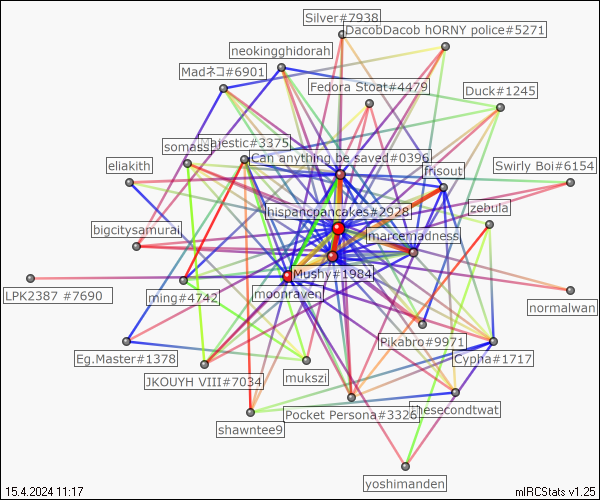 Silver#7938
DacobDacob hORNY police#5271
neokingghidorah
Madネコ#6901
Fedora Stoat#4479
Duck#1245
somass
Majestic#3375
Can anything be saved#0396
eliakith
frisout
Swirly Boi#6154
hispancpancakes#2928
zebula
bigcitysamurai
marcemadness
Mushy#1984
LPK2387 #7690
ming#4742
moonraven
normalwan
Pikabro#9971
Eg.Master#1378
Cypha#1717
JKOUYH VIII#7034
mukszi
Pocket Persona#3326
thesecondtwat
shawntee9
yoshimanden
15.4.2024 11:17
mIRCStats v1.25